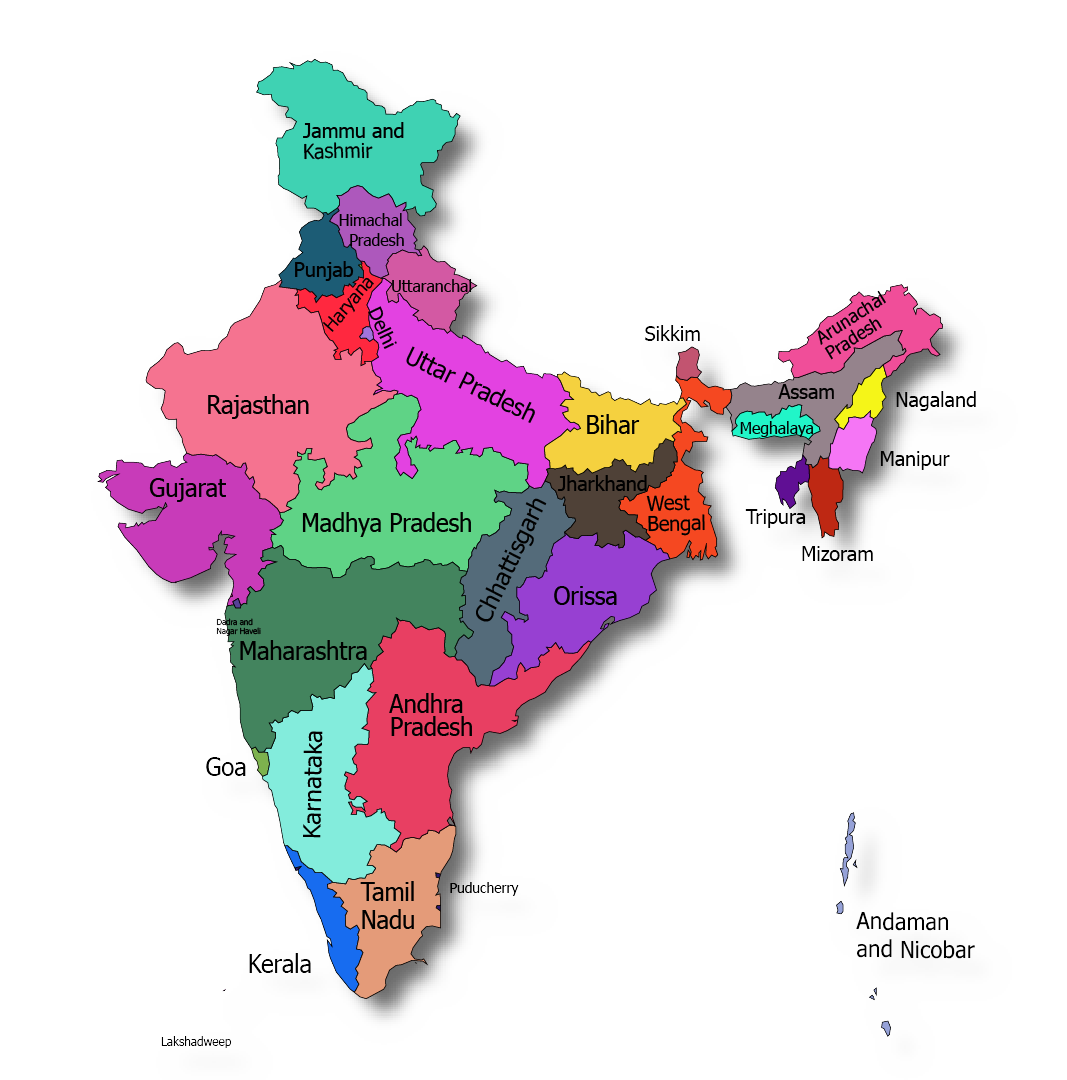 Jammu and
Kashmir
Himachal
Pradesh
Punjab
Uttaranchal
Haryana
Delhi
Arunachal
Pradesh
Sikkim
Uttar Pradesh
Assam
Nagaland
Rajasthan
Bihar
Meghalaya
Manipur
Gujarat
Jharkhand
West
Bengal
Tripura
Madhya Pradesh
Mizoram
Chhattisgarh
Orissa
Dadra and
Nagar Haveli
Maharashtra
Andhra
Pradesh
Goa
Karnataka
Tamil
Nadu
Puducherry
Andaman
and Nicobar
Kerala
Lakshadweep